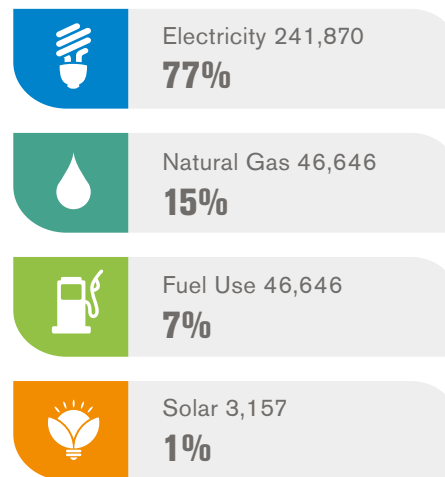 Electricity 241,870
77%
Natural Gas 46,646
15%
Fuel Use 46,646
7%
Solar 3,157
1%